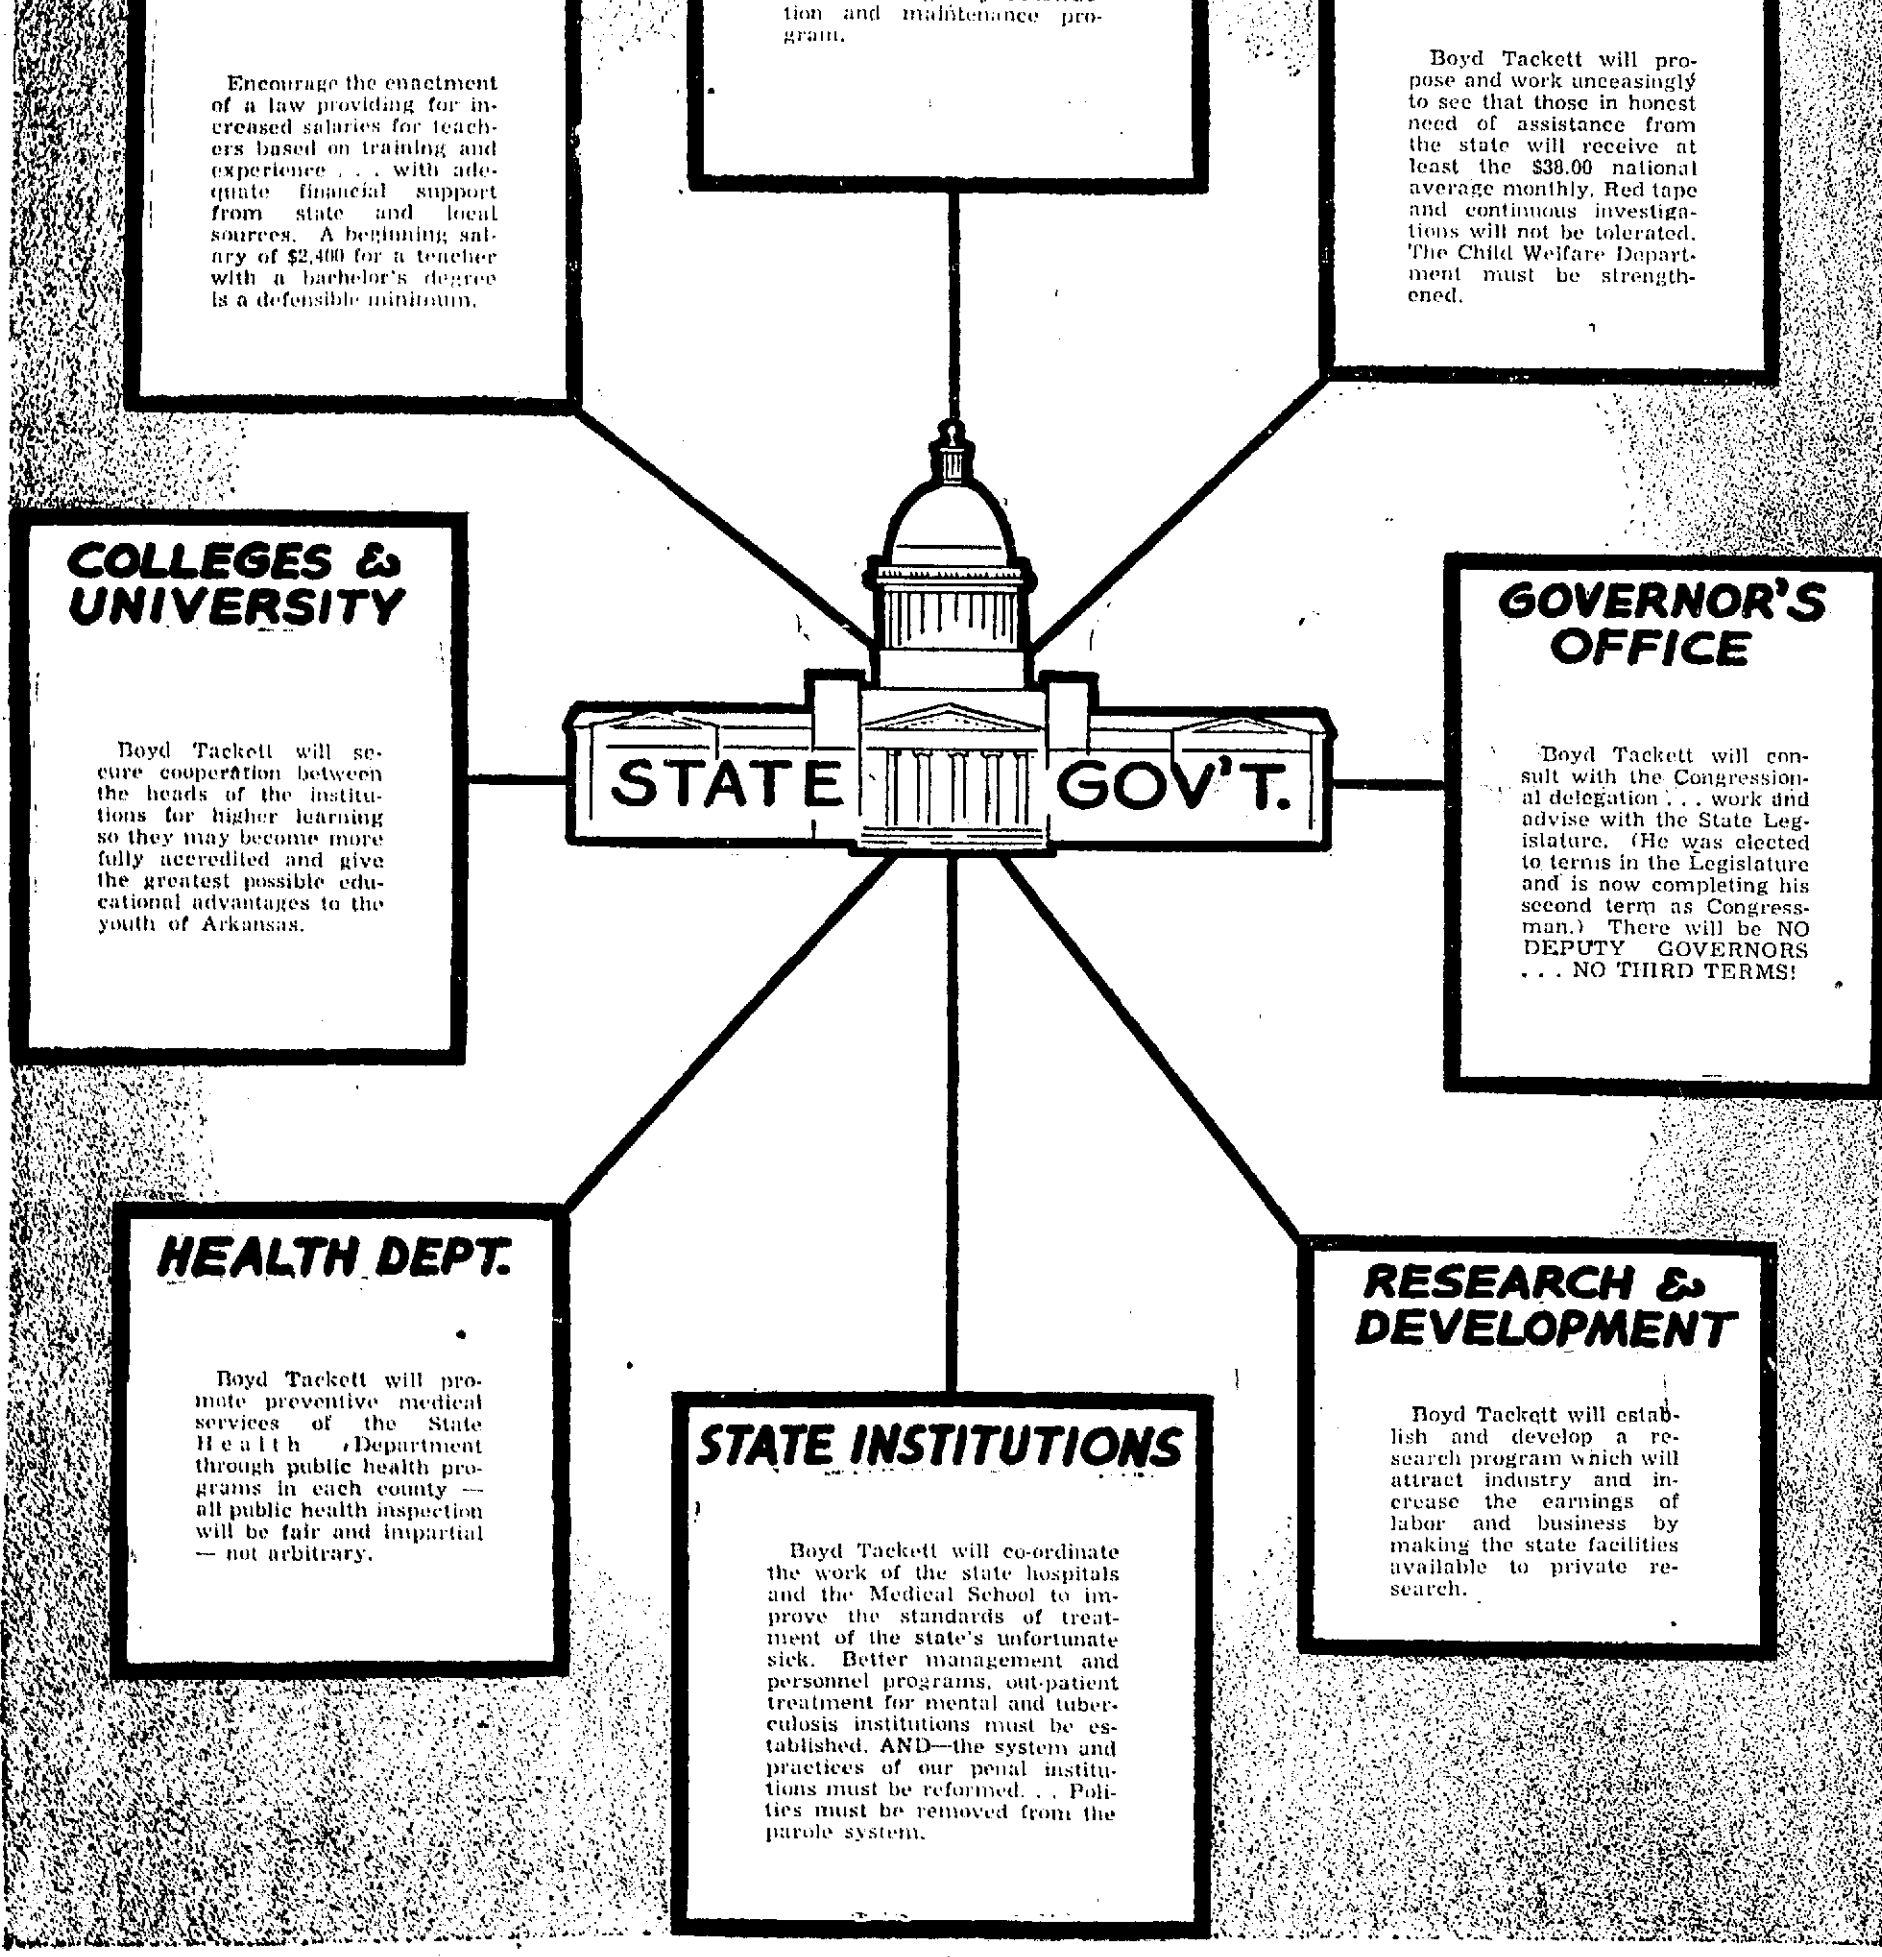 tion and maintenance pro-
gram.
Encourage the enactment
of a law providing for in-
creased salaries for teach-
ers based on training and
experience . . . with ade-
quate financial support
from state and local
sources. A beginning sal-
ary of $2,400 for a teacher
with a bachelor's degree
is a defensible minimum.
Boyd Tackett will pro-
pose and work unceasingly
to see that those in honest
need of assistance from
the state will receive at
least the $38.00 national
average monthly. Red tape
and continuous investiga-
tions will not be tolerated.
The Child Welfare Depart-
ment must be strength-
ened.
COLLEGES &
UNIVERSITY
Boyd Tackett will se-
cure cooperation between
the heads of the institu-
tions for higher learning
so they may become more
fully accredited and give
the greatest possible edu-
cational advantages to the
youth of Arkansas.
STATE GOV'T.
GOVERNOR'S
OFFICE
Boyd Tackett will con-
sult with the Congression-
al delegation . . . work and
advise with the State Leg-
islature. (He was elected
to terms in the Legislature
and is now completing his
second term as Congress-
man.) There will be NO
DEPUTY GOVERNORS
. . . NO THIRD TERMS!
HEALTH DEPT.
Boyd Tackett will pro-
mote preventive medical
services of the State
Health Department
through public health pro-
grams in each county —
all public health inspection
will be fair and impartial
— not arbitrary.
STATE INSTITUTIONS
Boyd Tackett will co-ordinate
the work of the state hospitals
and the Medical School to im-
prove the standards of treat-
ment of the state's unfortunate
sick. Better management and
personnel programs, out-patient
treatment for mental and tuber-
culosis institutions must be es-
tablished. AND—the system and
practices of our penal institu-
tions must be reformed. . . Poli-
tics must be removed from the
parole system.
RESEARCH &
DEVELOPMENT
Boyd Tackett will estab-
lish and develop a re-
search program which will
attract industry and in-
crease the earnings of
labor and business by
making the state facilities
available to private re-
search.